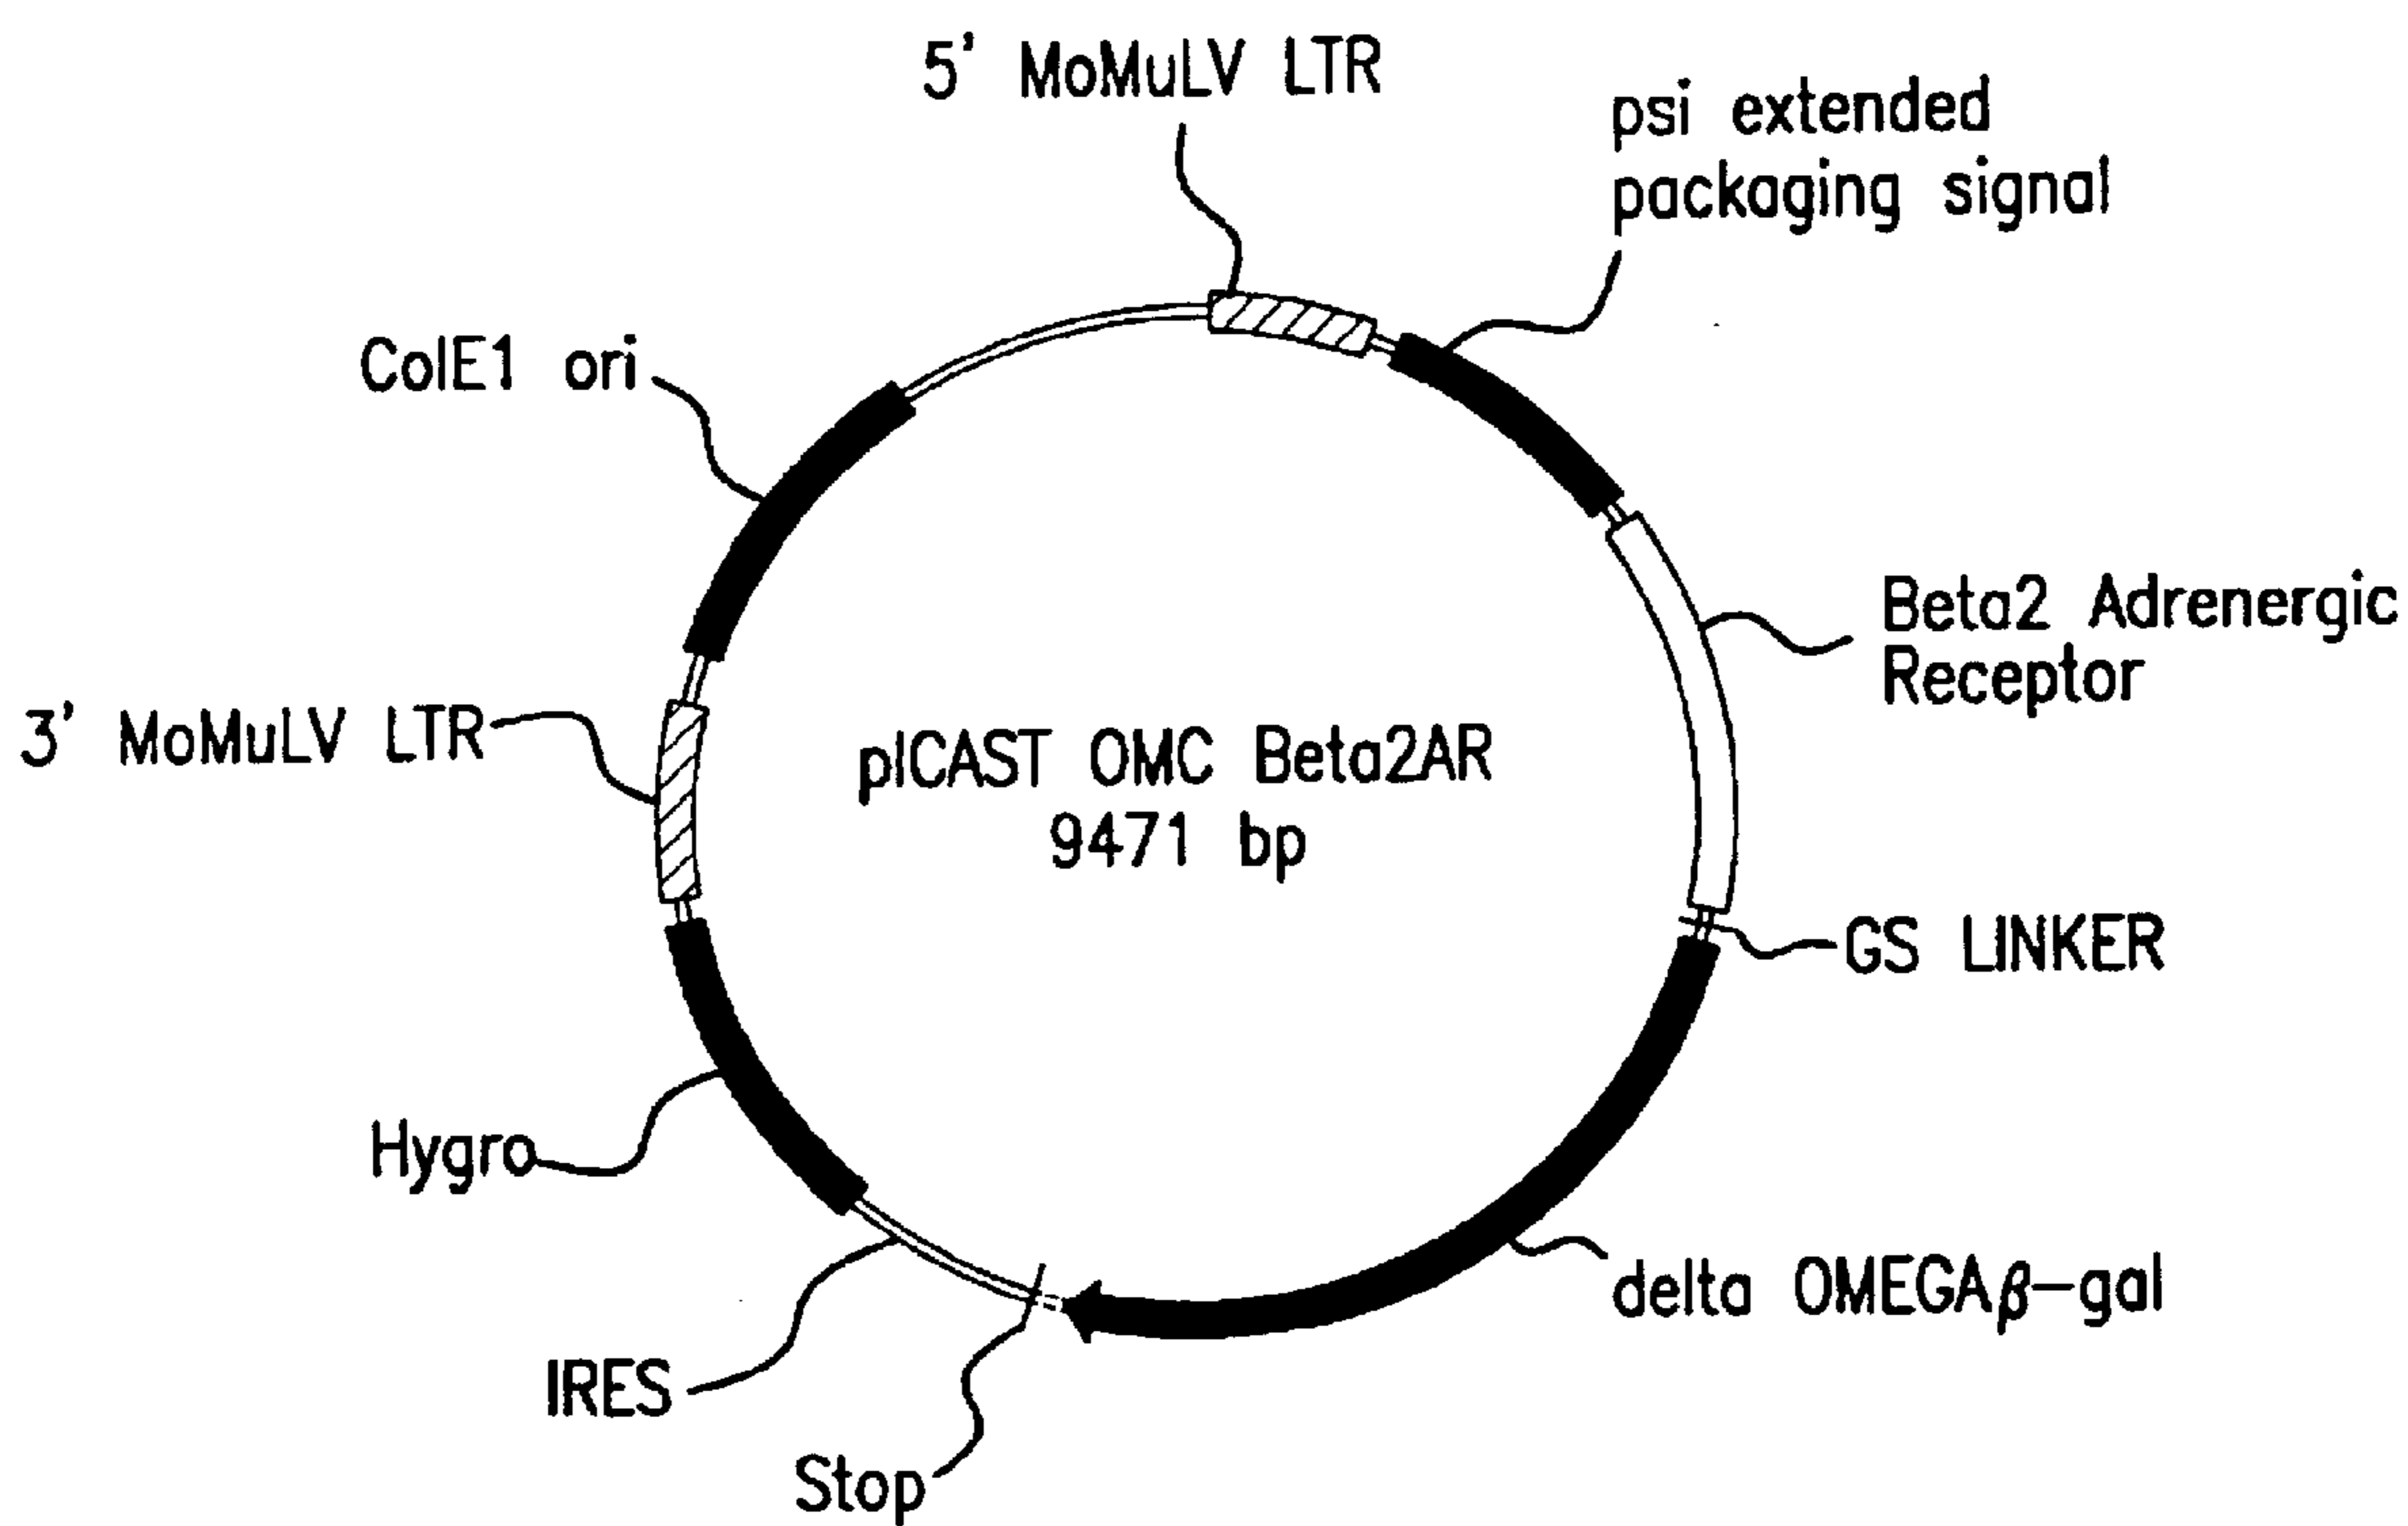 5' MoMuLV LTR
psi extended
packaging signal
ColE1 ori
Beta2 Adrenergic
Receptor
3' MoMuLV LTR
pICAST OMC Beta2AR
9471 bp
GS LINKER
Hygro
delta OMEGAβ-gal
IRES
Stop